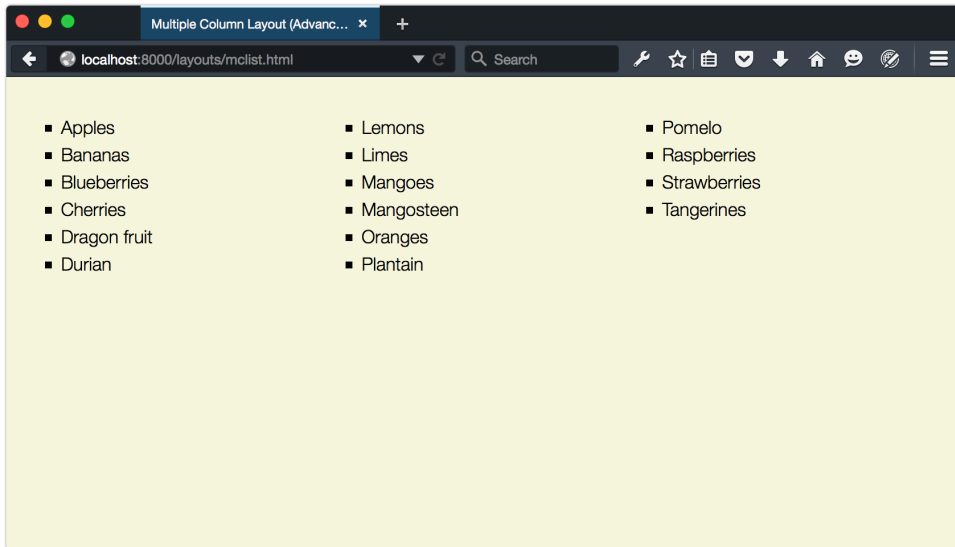 Multiple Column Layout (Advanc...
localhost:8000/layouts/mclist.html
Search
Apples
Bananas
Blueberries
Cherries
Dragon fruit
Durian
Lemons
Limes
Mangoes
Mangosteen
Oranges
Plantain
Pomelo
Raspberries
Strawberries
Tangerines